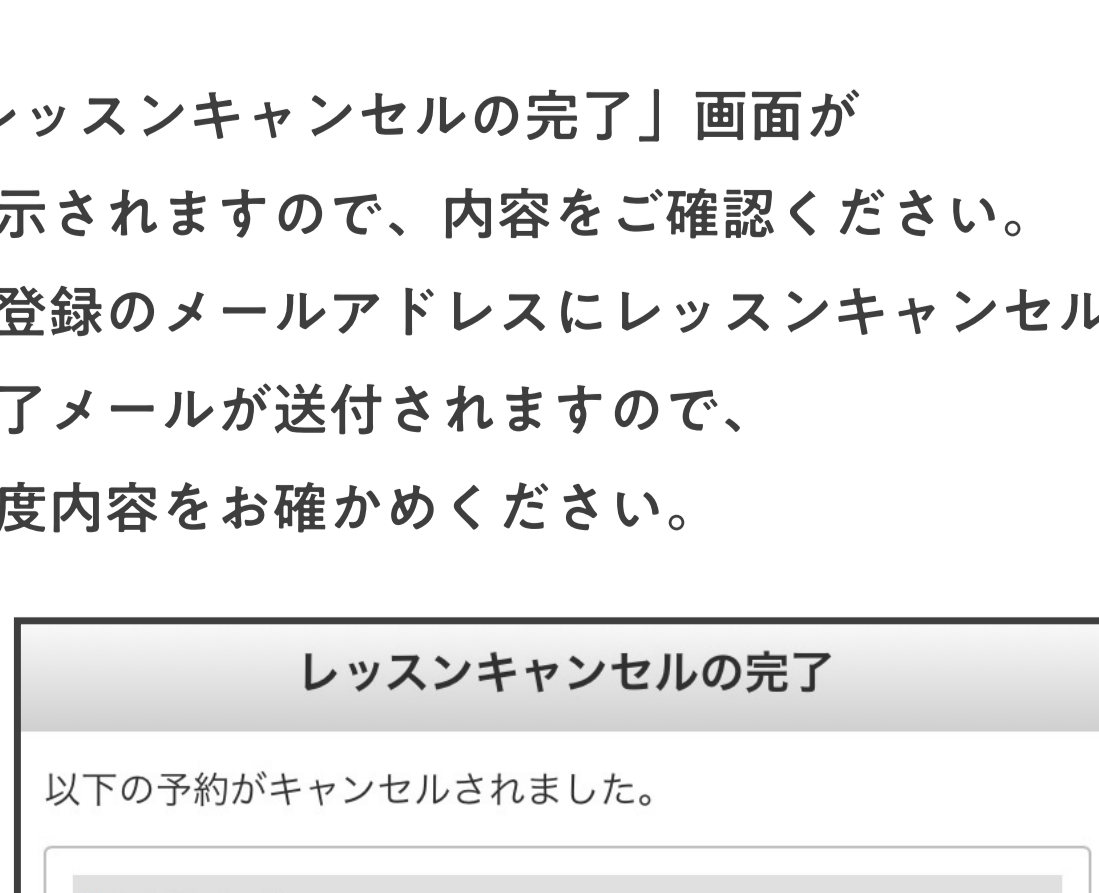 レッスンキャンセルの完了」画面が
示されますので、内容をご確認ください。
登録のメールアドレスにレッスンキャンセル
了メールが送付されますので、
度内容をお確かめください。
レッスンキャンセルの完了
以下の予約がキャンセルされました。